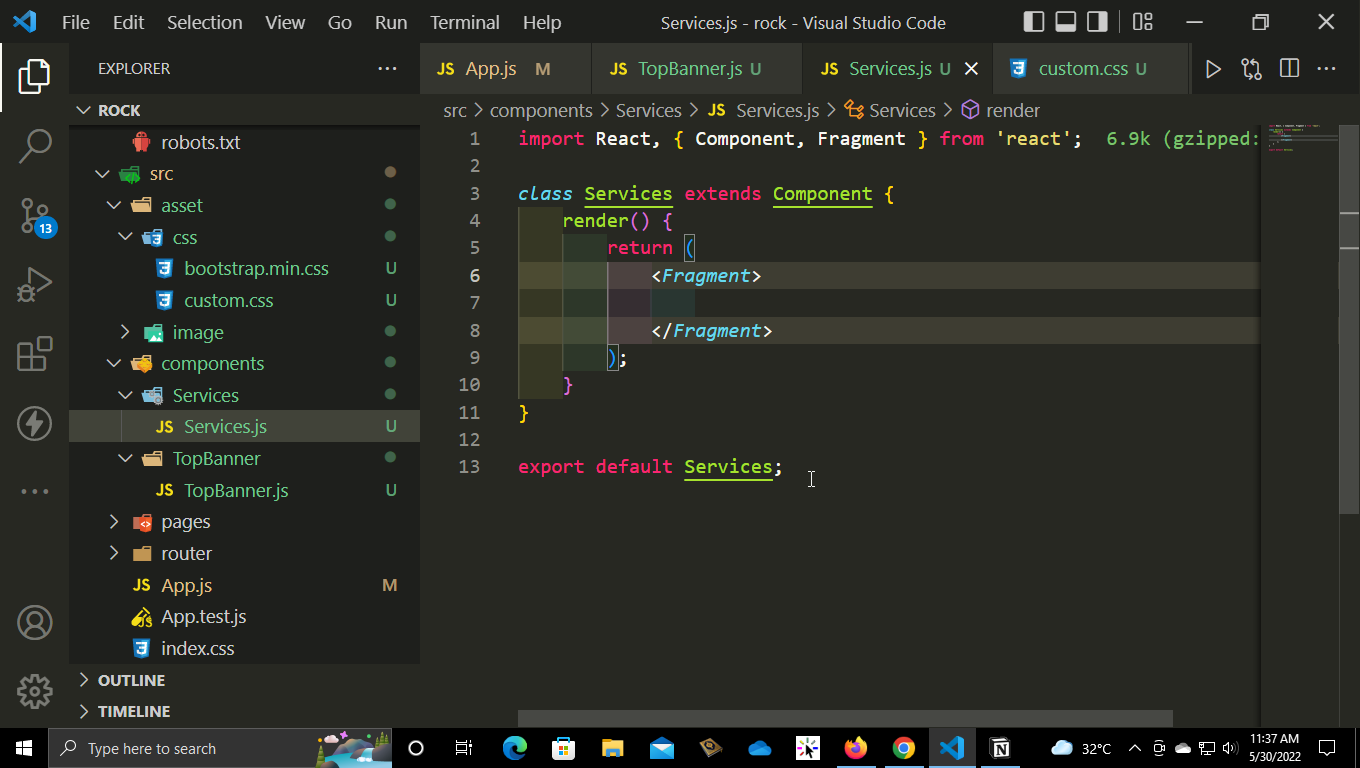 File Edit Selection View Go Run Terminal Help Services.js - rock - Visual Studio Code
EXPLORER
JS App.js M JS TopBanner.js U JS Services.js U custom.css U
ROCK
src > components > Services > JS Services.js > Services > render
robots.txt
src
asset
css
bootstrap.min.css U
custom.css U
image
components
Services
JS Services.js U
TopBanner
JS TopBanner.js U
pages
router
JS App.js M
App.test.js
index.css
OUTLINE
TIMELINE
13
1 import React, { Component, Fragment } from 'react'; 6.9k (gzipped:
2
3 class Services extends Component {
4 render() {
5 return (
6 <Fragment>
7
8 </Fragment>
9 );
10 }
11 }
12
13 export default Services;
Type here to search
32°C
11:37 AM
5/30/2022